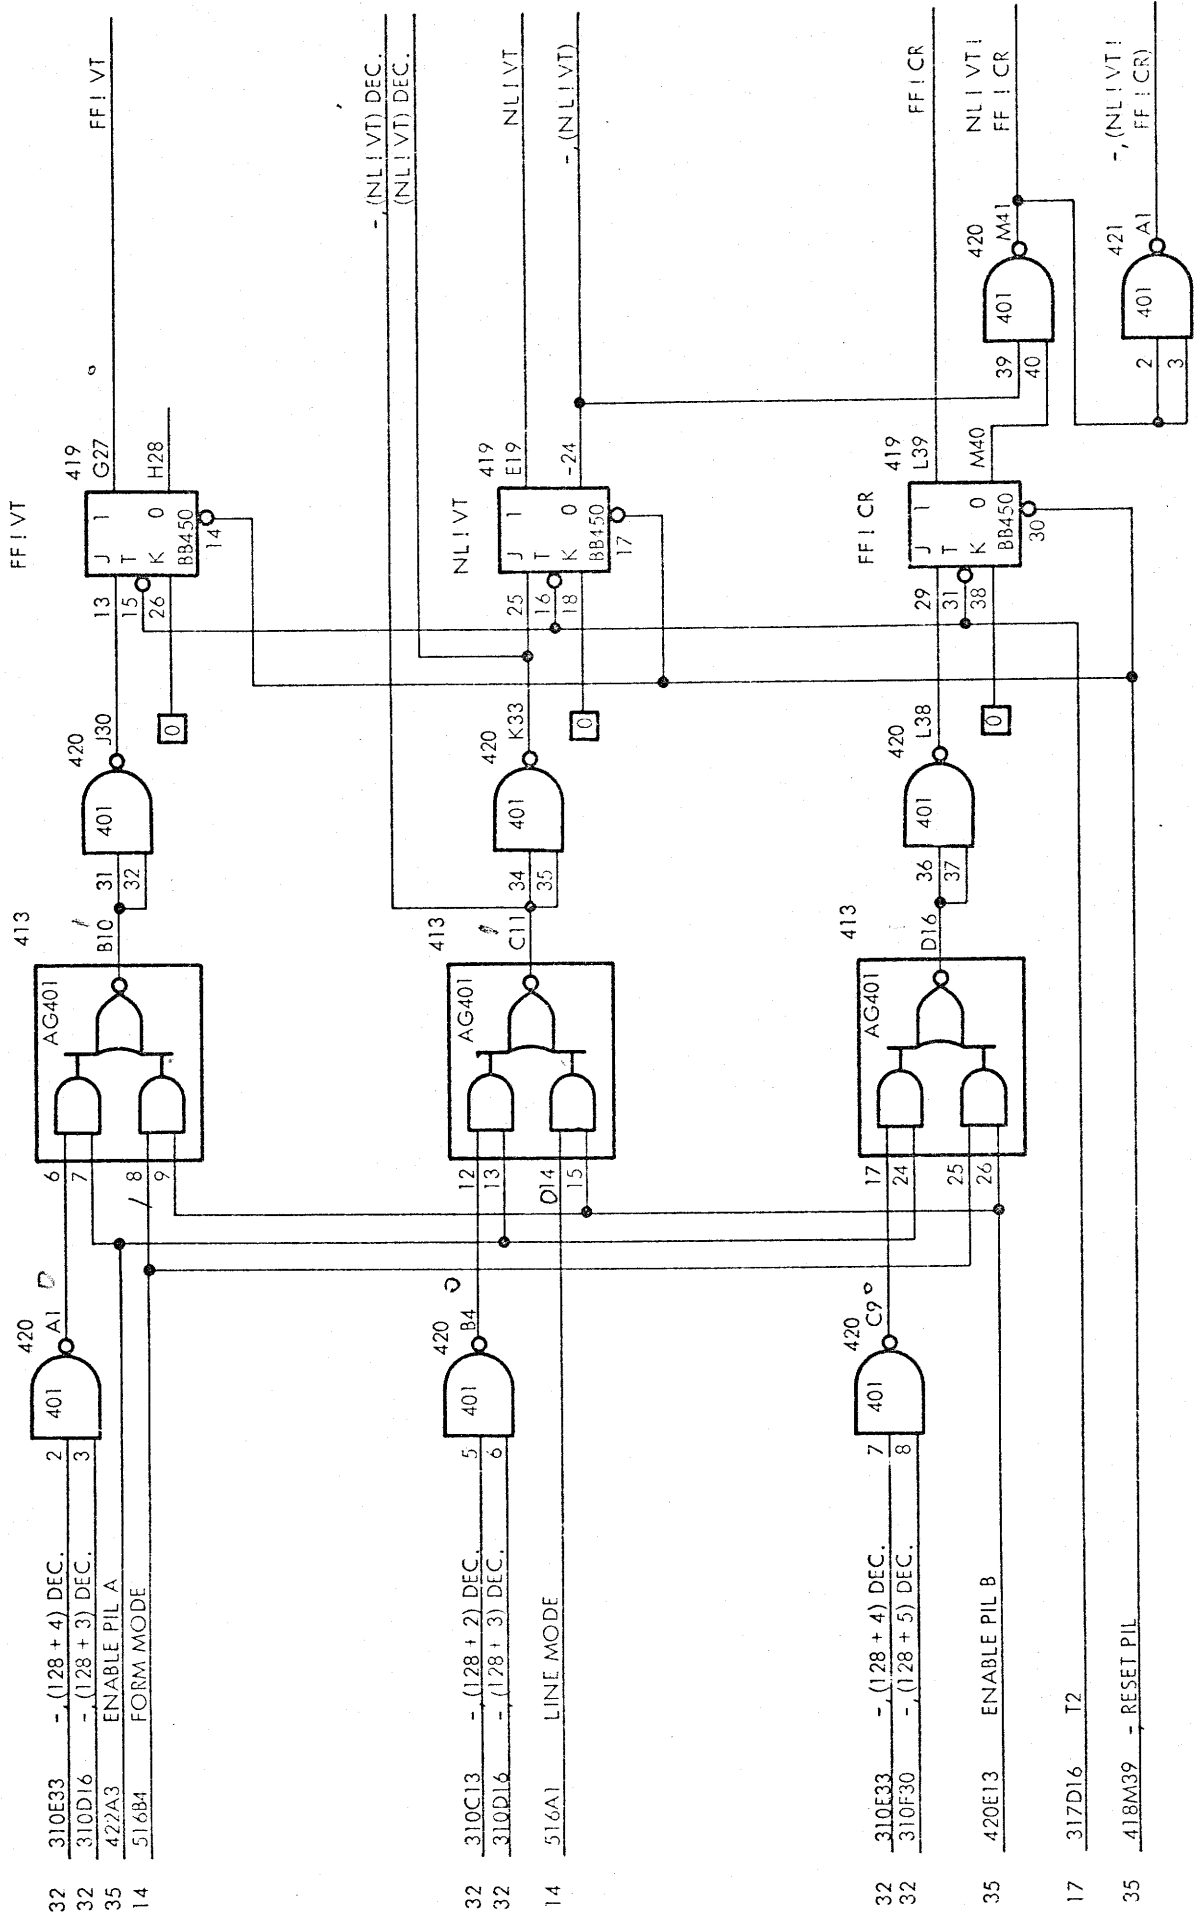 32 310E33 -,(128 + 4) DEC.
32 310D16 -,(128 + 3) DEC.
35 422A3 ENABLE PIL A
14 516B4 FORM MODE
2
3
401
420
A1
6
7
8
9
AG401
413
B10
31
32
401
420
J30
0
FF!VT
13
15
26
J 1
T
K 0
BB450
14
419
G27
H28
FF!VT
-,(NL!VT) DEC.
(NL!VT) DEC.
32 310C13 -,(128 + 2) DEC.
32 310D16 -,(128 + 3) DEC.
14 516A1 LINE MODE
5
6
401
420
B4
12
13
14
15
AG401
413
C11
34
35
401
420
K33
0
NL!VT
25
16
18
J 1
T
K 0
BB450
17
419
E19
-24
NL!VT
-,(NL!VT)
32 310E33 -,(128 + 4) DEC.
32 310F30 -,(128 + 5) DEC.
35 420E13 ENABLE PIL B
17 317D16 T2
35 418M39 -,RESET PIL
7
8
401
420
C9
17
24
25
26
AG401
413
D16
36
37
401
420
L38
0
FF!CR
29
31
38
J 1
T
K 0
BB450
30
419
L39
M40
FF!CR
39
40
401
420
M41
NL!VT!
FF!CR
2
3
401
421
A1
-,(NL!VT!
FF!CR)